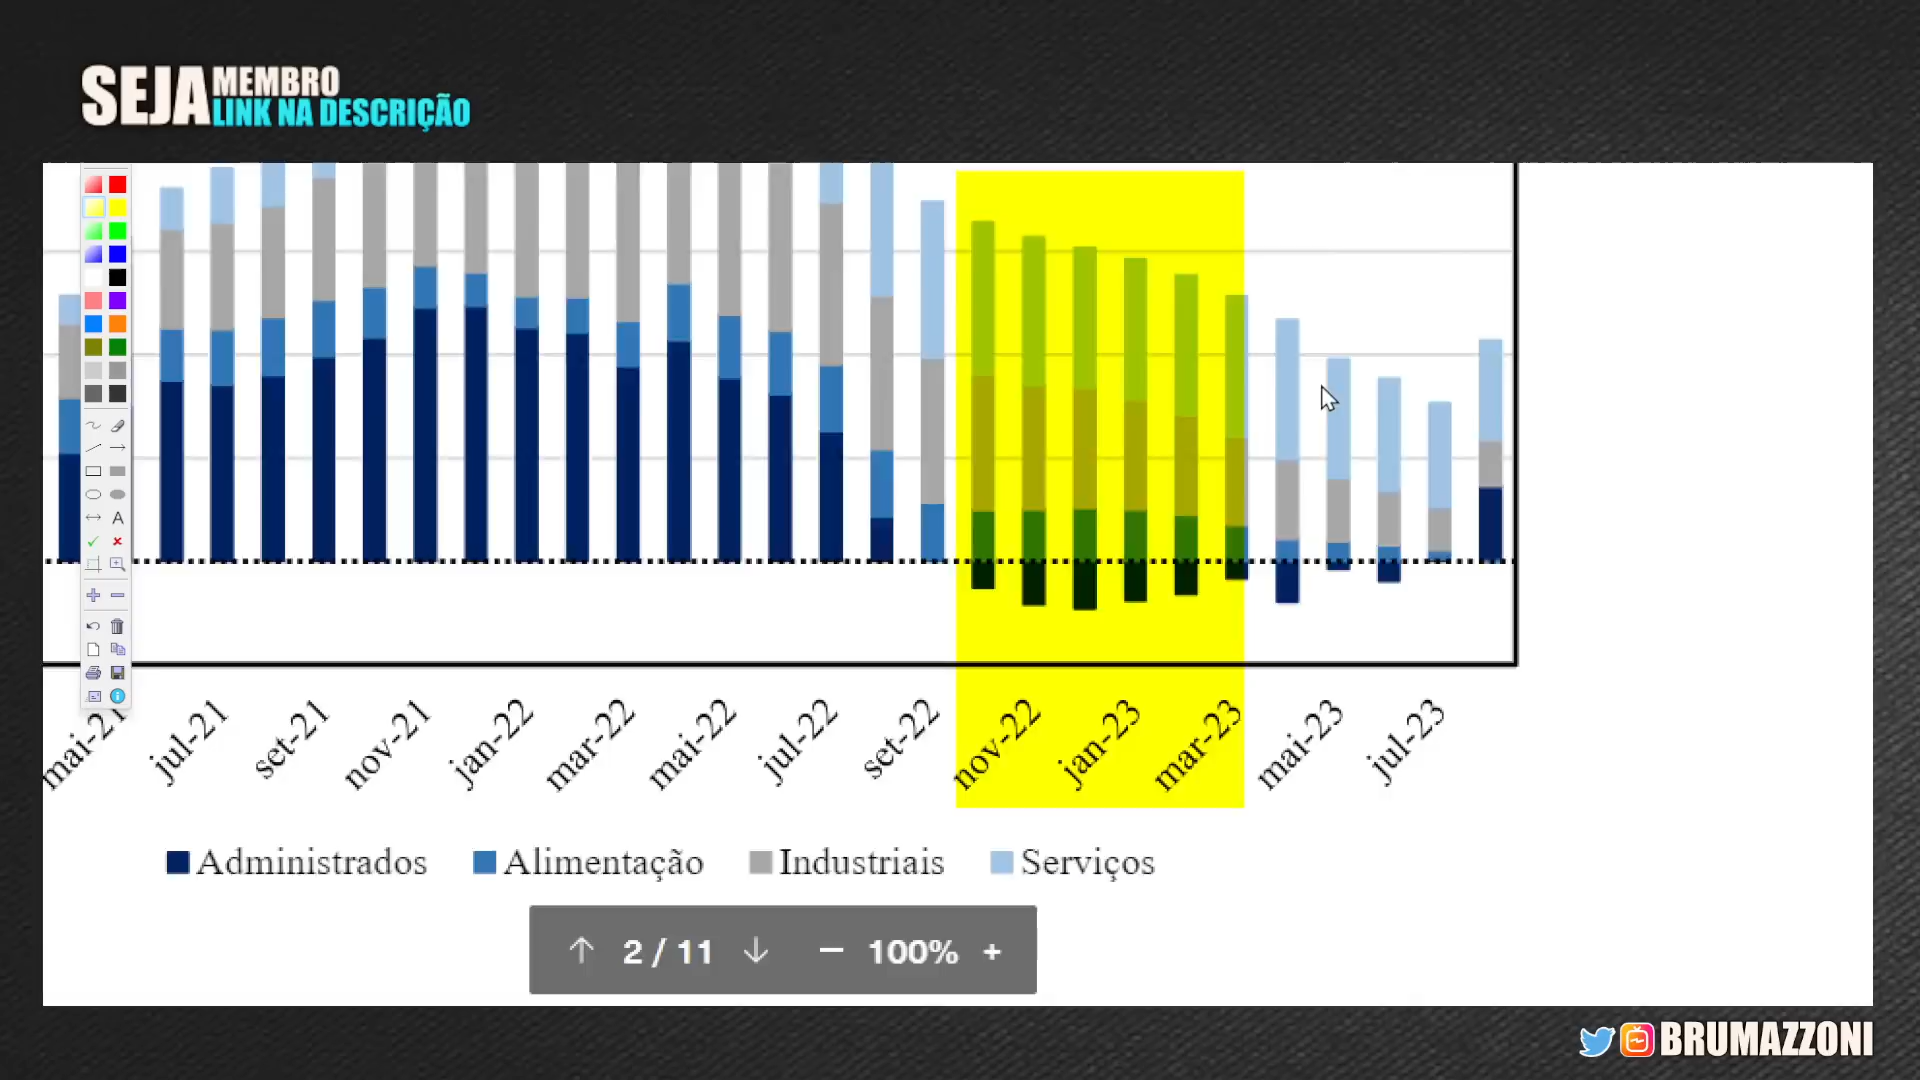 SEJA MEMBRO
LINK NA DESCRIÇÃO
A
mai-21 jul-21 set-21 nov-21 jan-22 mar-22 mai-22 jul-22 set-22 nov-22 jan-23 mar-23 mai-23 jul-23
Administrados Alimentação Industriais Serviços
2 / 11 100%
BRUMAZZONI